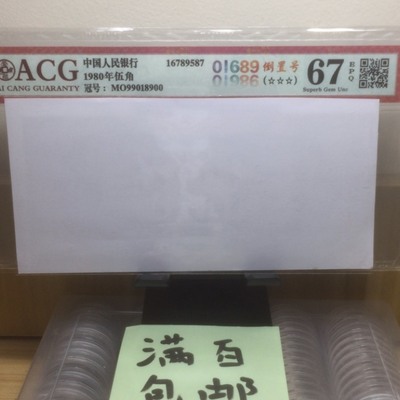 ACG
AI CANG GUARANTY
中国人民银行
1980年伍角
冠号: MO99018900
16789587
01689 倒置号
01986 (☆☆☆)
67 EPQ
Superb Gem Unc
满百
包邮